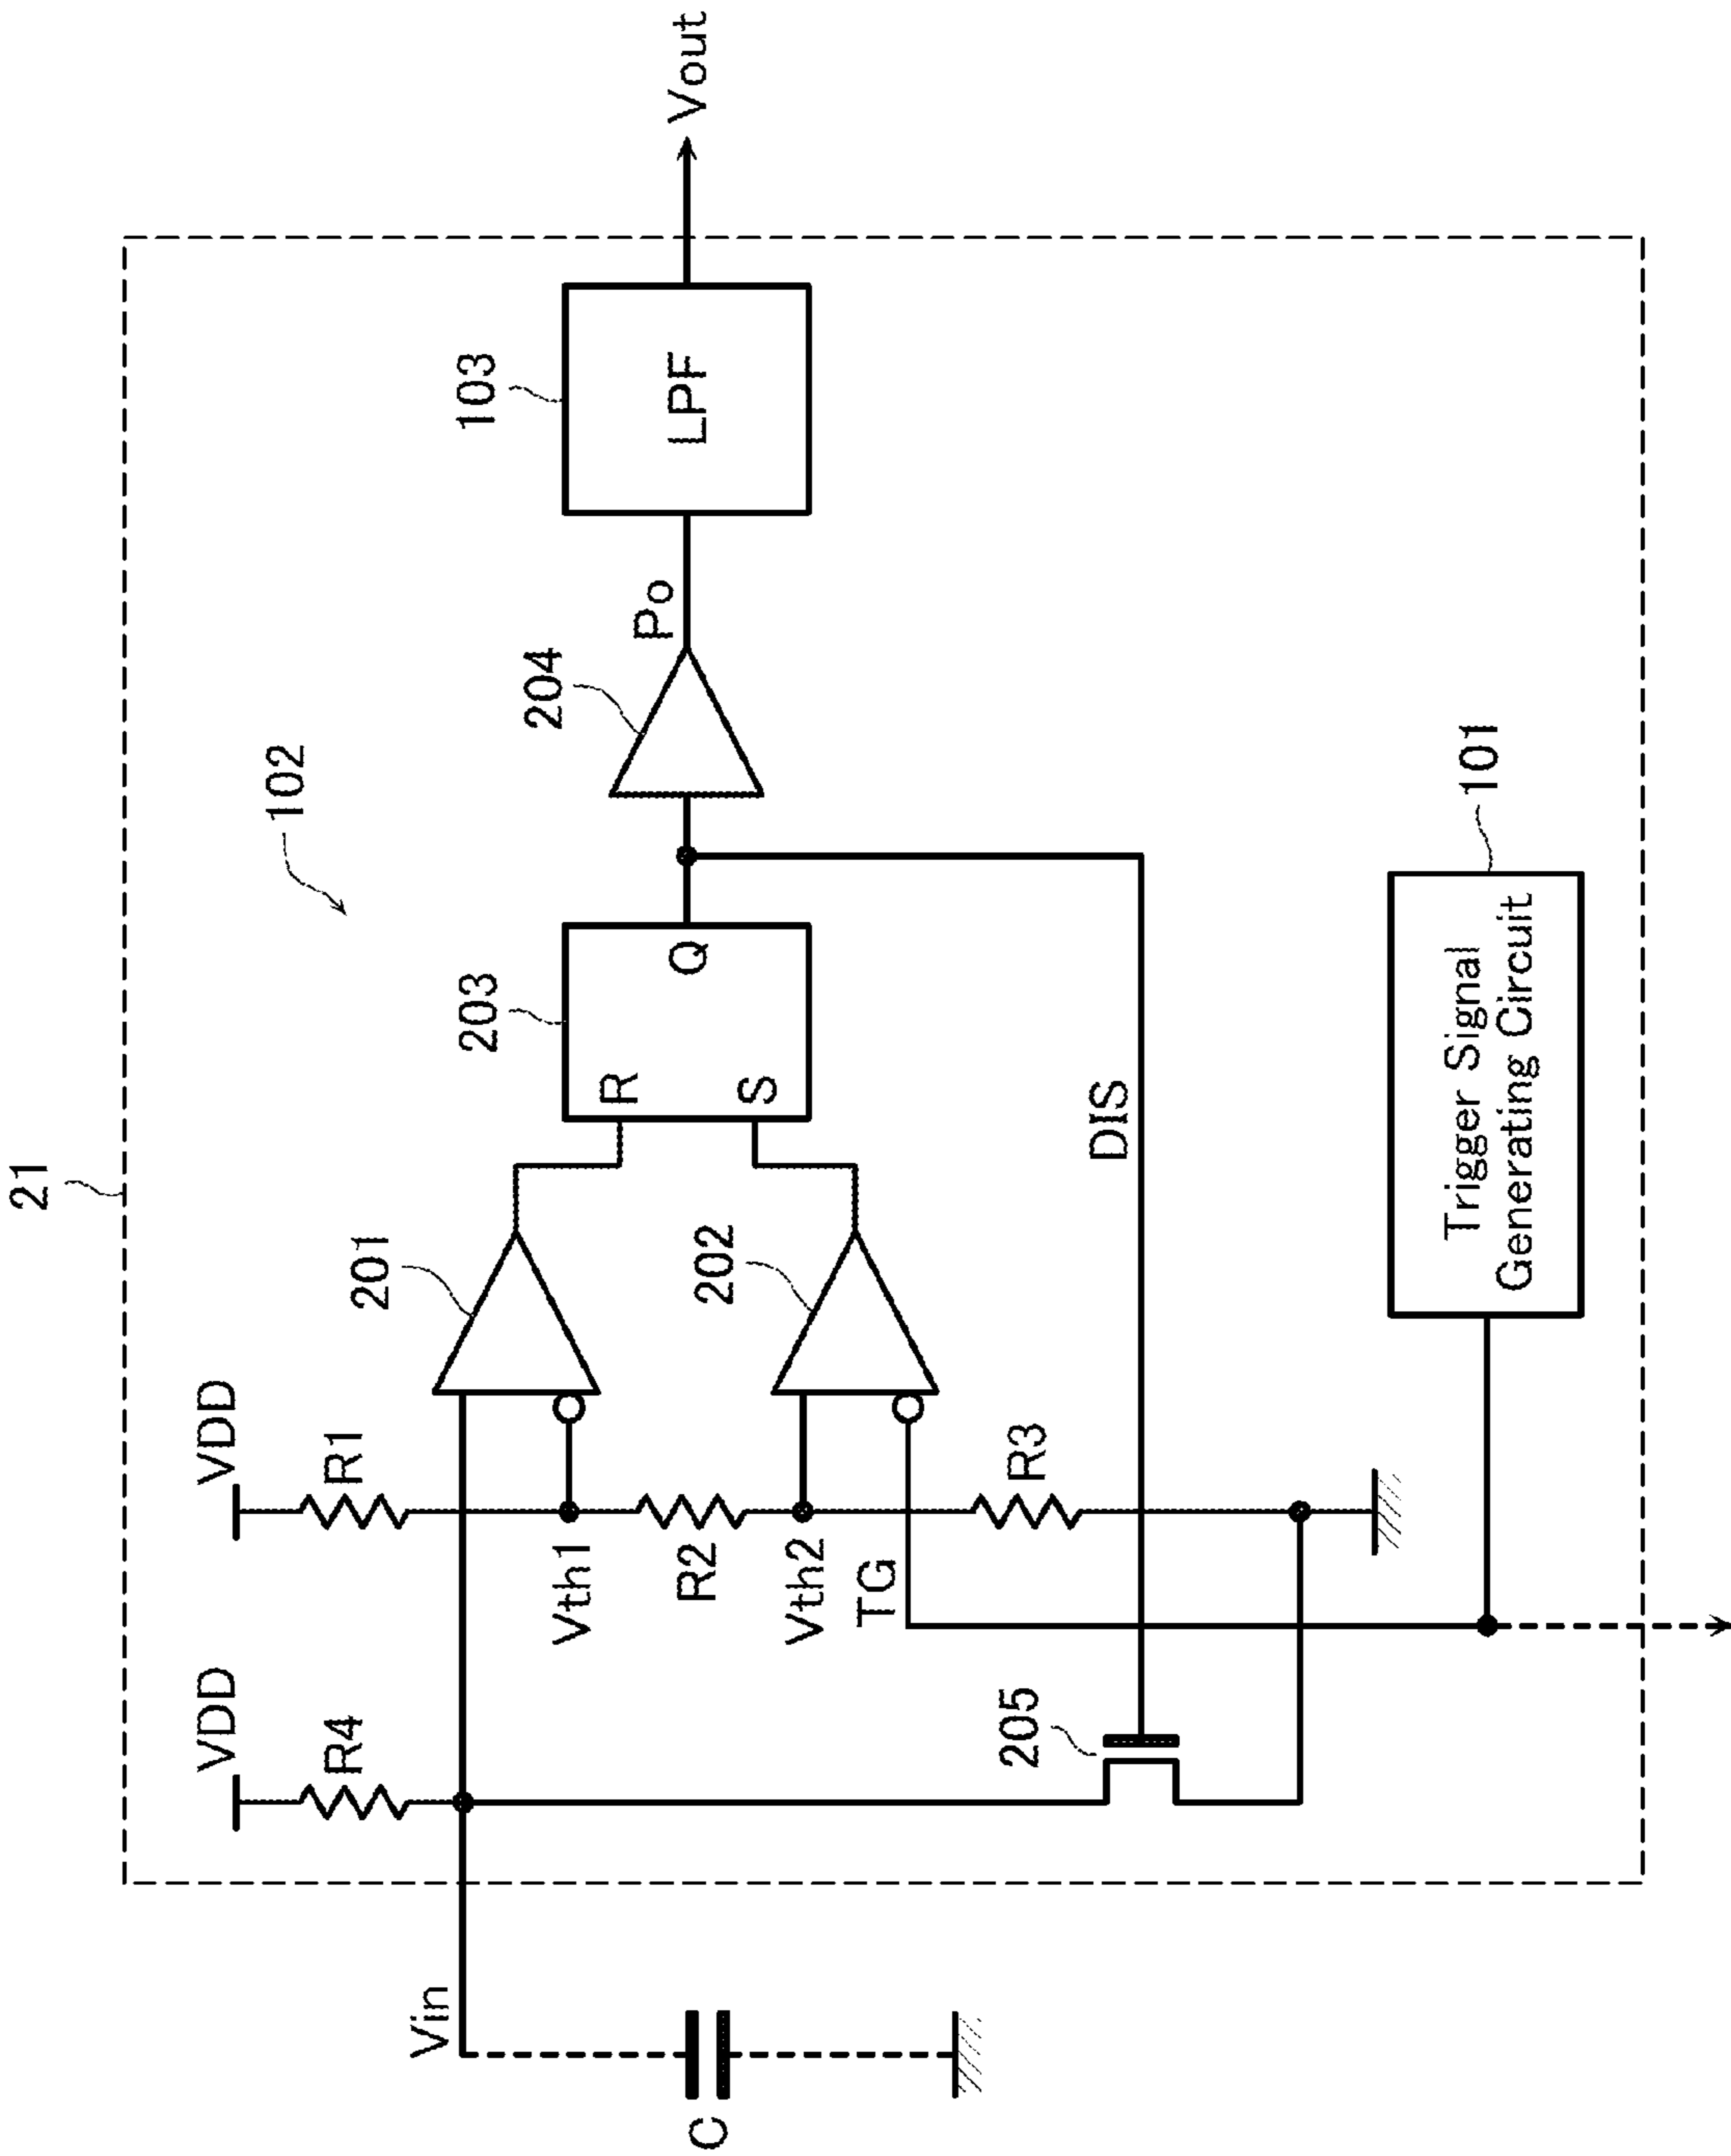 21
102
VDD
VDD
R4
R1
201
203
204
103
Vin
R
Q
Po
LPF
Vout
Vth1
S
R2
202
C
Vth2
TG
R3
DIS
205
101
Trigger Signal
Generating Circuit